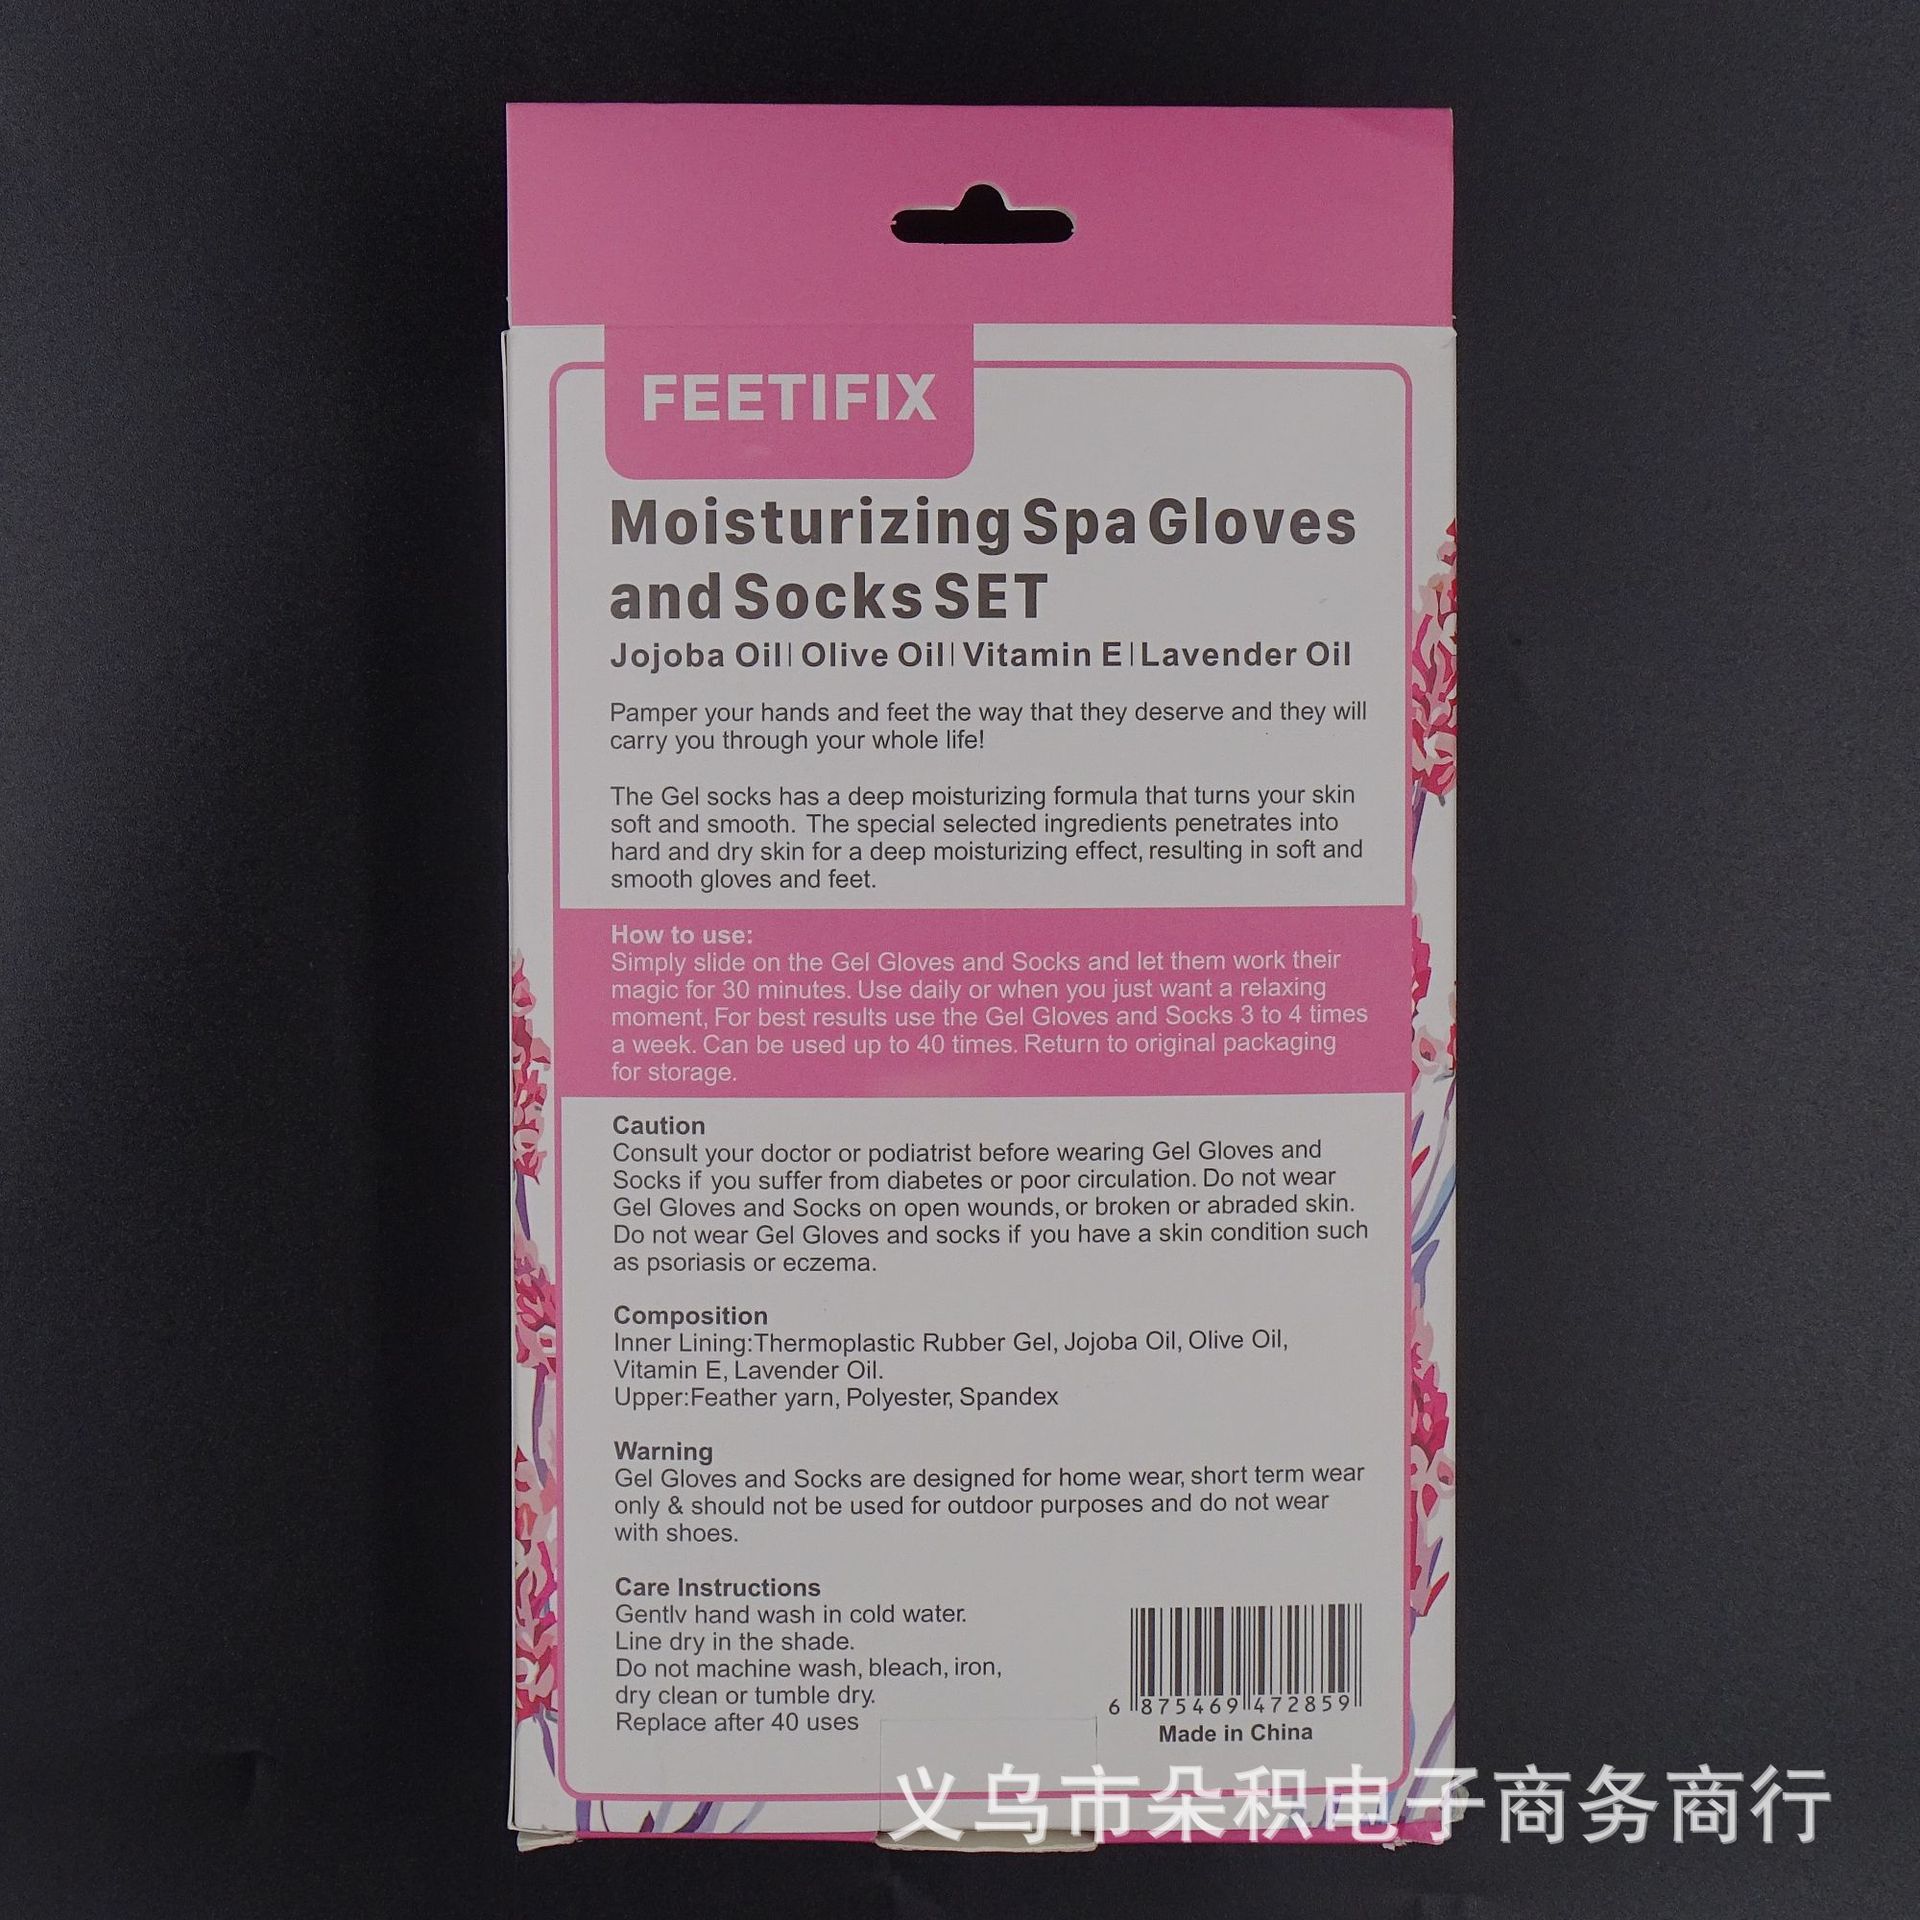 FEETIFIX
Moisturizing Spa Gloves
and Socks SET
Jojoba Oil| Olive Oil| Vitamin E| Lavender Oil
Pamper your hands and feet the way that they deserve and they will
carry you through your whole life!
The Gel socks has a deep moisturizing formula that turns your skin
soft and smooth. The special selected ingredients penetrates into
hard and dry skin for a deep moisturizing effect, resulting in soft and
smooth gloves and feet.
How to use:
Simply slide on the Gel Gloves and Socks and let them work their
magic for 30 minutes. Use daily or when you just want a relaxing
moment, For best results use the Gel Gloves and Socks 3 to 4 times
a week. Can be used up to 40 times. Return to original packaging
for storage.
Caution
Consult your doctor or podiatrist before wearing Gel Gloves and
Socks if you suffer from diabetes or poor circulation. Do not wear
Gel Gloves and Socks on open wounds, or broken or abraded skin.
Do not wear Gel Gloves and socks if you have a skin condition such
as psoriasis or eczema.
Composition
Inner Lining:Thermoplastic Rubber Gel, Jojoba Oil, Olive Oil,
Vitamin E, Lavender Oil.
Upper:Feather yarn, Polyester, Spandex
Warning
Gel Gloves and Socks are designed for home wear, short term wear
only & should not be used for outdoor purposes and do not wear
with shoes.
Care Instructions
Gentlv hand wash in cold water.
Line dry in the shade.
Do not machine wash, bleach, iron,
dry clean or tumble dry.
Replace after 40 uses
6 875469 472859
Made in China
义乌市朵积电子商务商行